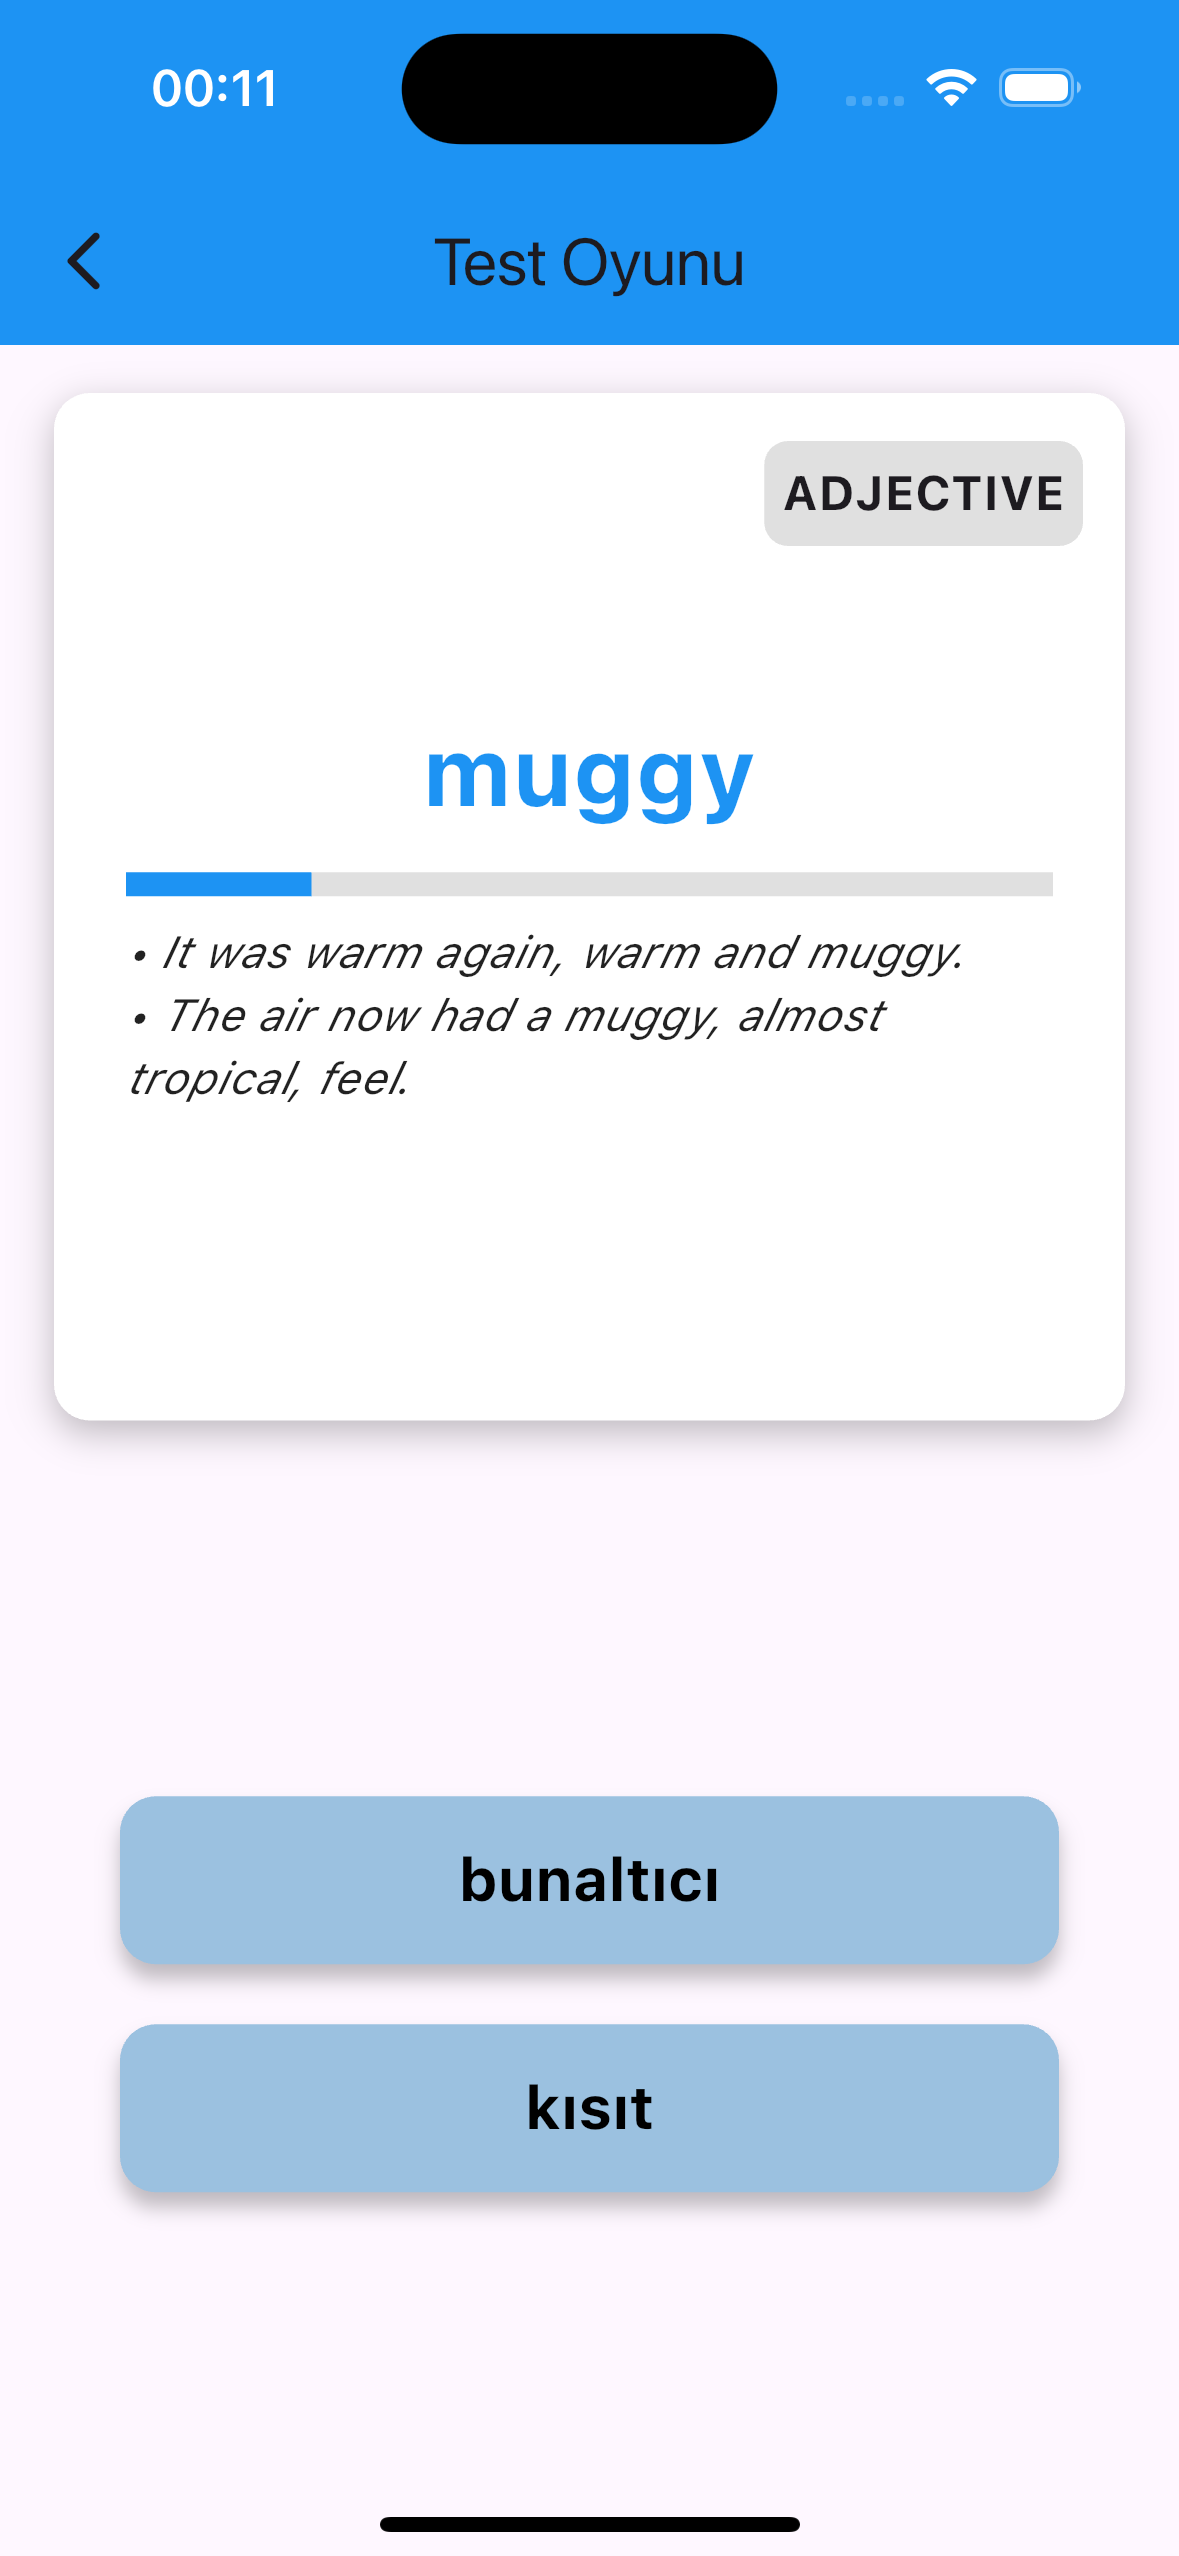 00:11
Test Oyunu
ADJECTIVE
muggy
• It was warm again, warm and muggy.
• The air now had a muggy, almost
tropical, feel.
bunaltıcı
kısıt